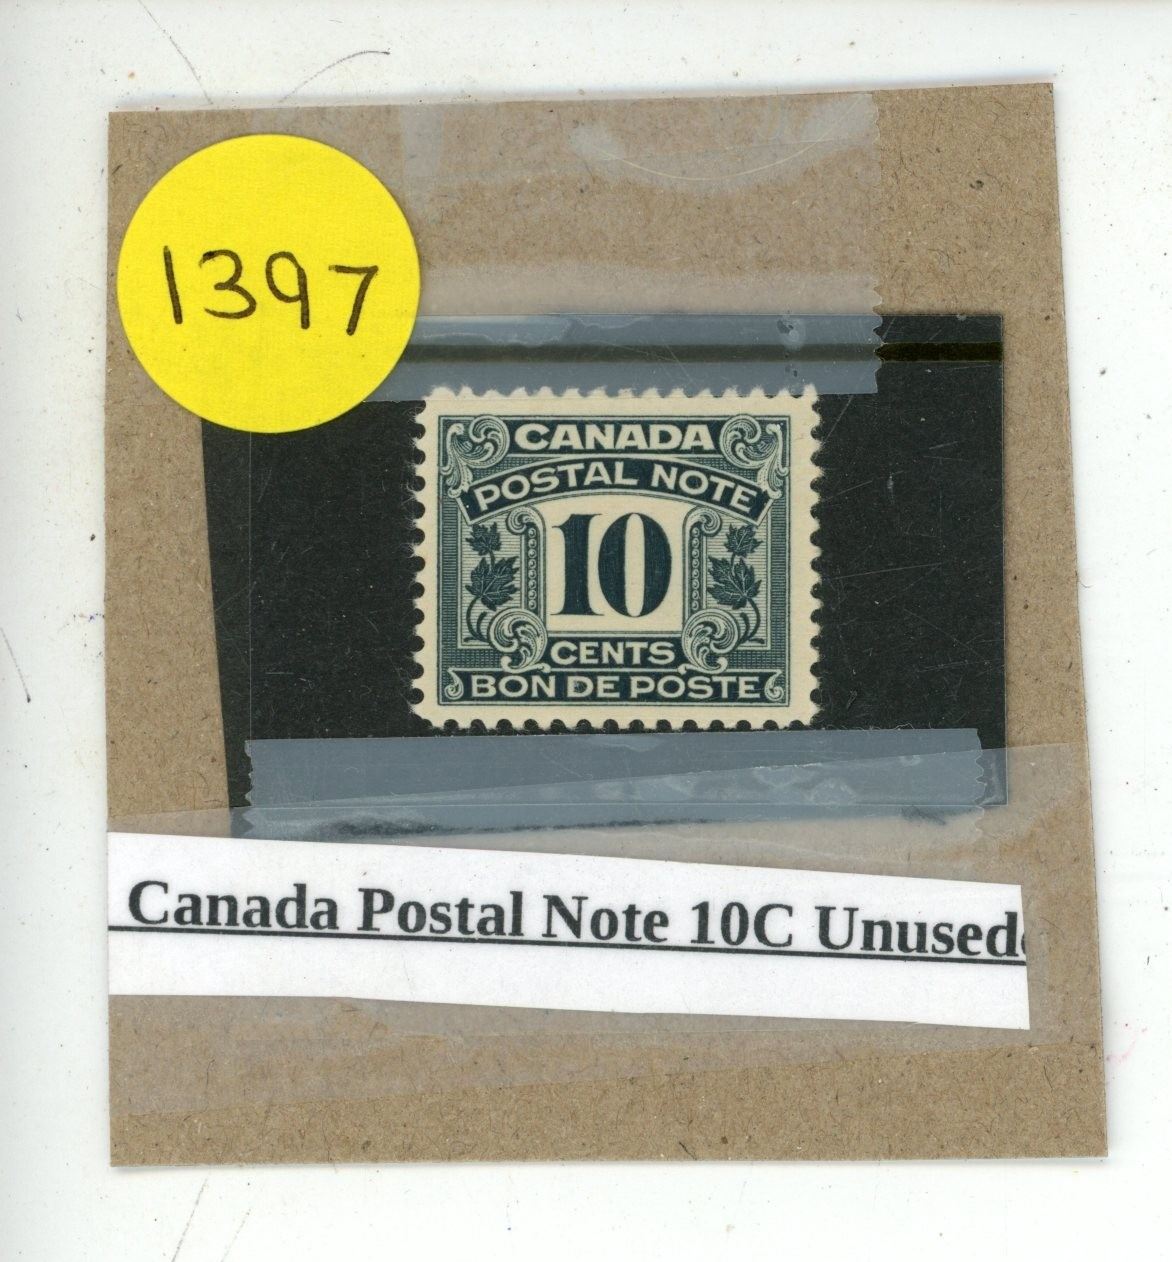 1397
CANADA
POSTAL NOTE
10
CENTS
BON DE POSTE
Canada Postal Note 10C Unused